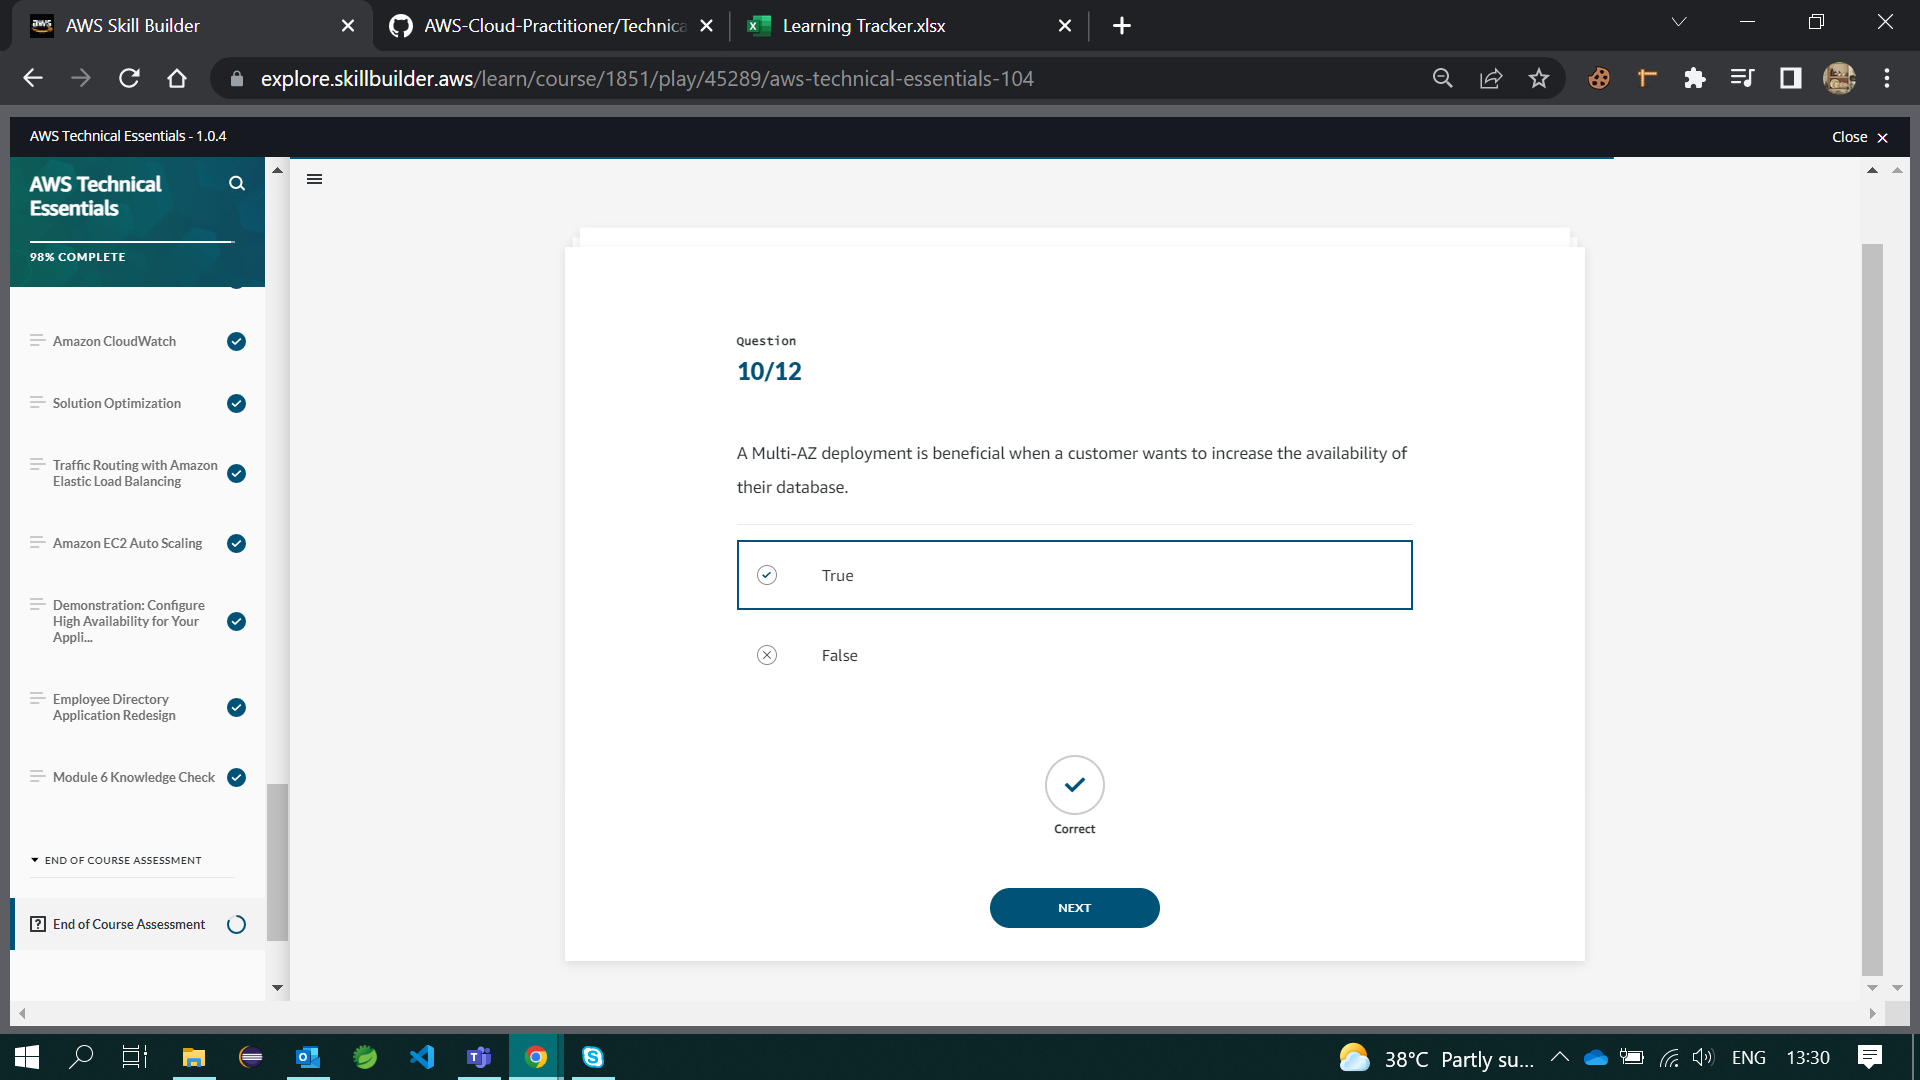 AWS Skill Builder
AWS-Cloud-Practitioner/Technica
Learning Tracker.xlsx
explore.skillbuilder.aws/learn/course/1851/play/45289/aws-technical-essentials-104
AWS Technical Essentials - 1.0.4
Close
AWS Technical
Essentials
98% COMPLETE
Amazon CloudWatch
Solution Optimization
Traffic Routing with Amazon
Elastic Load Balancing
Amazon EC2 Auto Scaling
Demonstration: Configure
High Availability for Your
Appli...
Employee Directory
Application Redesign
Module 6 Knowledge Check
END OF COURSE ASSESSMENT
End of Course Assessment
Question
10/12
A Multi-AZ deployment is beneficial when a customer wants to increase the availability of
their database.
True
False
Correct
NEXT
38°C Partly su...
ENG
13:30